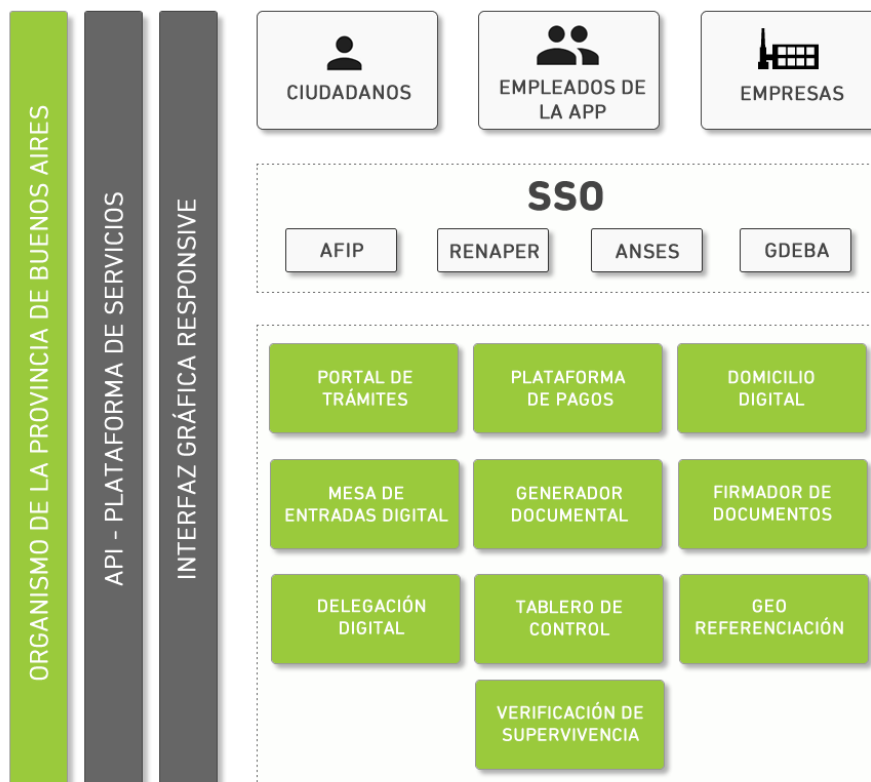 ORGANISMO DE LA PROVINCIA DE BUENOS AIRES
API - PLATAFORMA DE SERVICIOS
INTERFAZ GRÁFICA RESPONSIVE
CIUDADANOS
EMPLEADOS DE
LA APP
EMPRESAS
SSO
AFIP
RENAPER
ANSES
GDEBA
PORTAL DE
TRÁMITES
PLATAFORMA
DE PAGOS
DOMICILIO
DIGITAL
MESA DE
ENTRADAS DIGITAL
GENERADOR
DOCUMENTAL
FIRMADOR DE
DOCUMENTOS
DELEGACIÓN
DIGITAL
TABLERO DE
CONTROL
GEO
REFERENCIACIÓN
VERIFICACIÓN DE
SUPERVIVENCIA